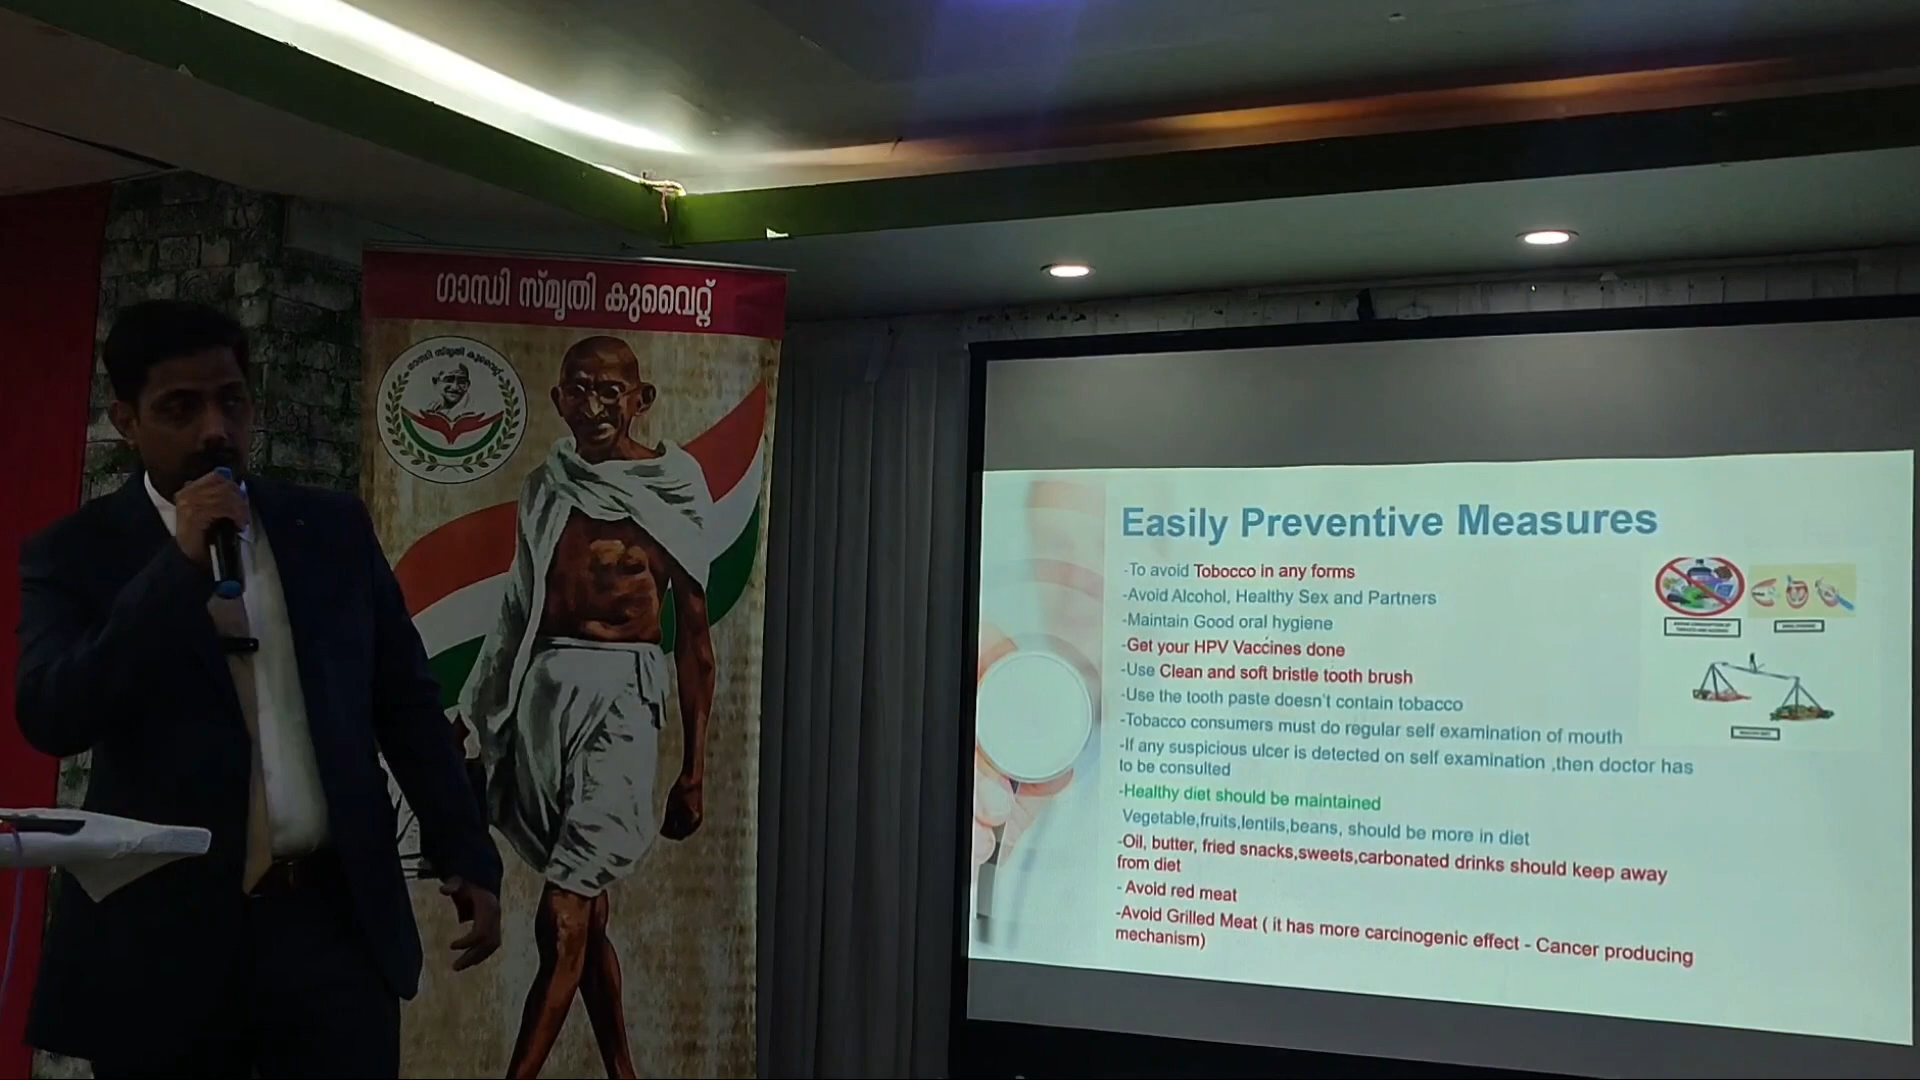 ഗാന്ധി സ്മൃതി കുവൈറ്റ്
ഗാന്ധി സ്മൃതി കുവൈറ്റ്
Easily Preventive Measures
-To avoid Tobocco in any forms
-Avoid Alcohol, Healthy Sex and Partners
-Maintain Good oral hygiene
-Get your HPV Vaccines done
-Use Clean and soft bristle tooth brush
-Use the tooth paste doesn't contain tobacco
-Tobacco consumers must do regular self examination of mouth
-If any suspicious ulcer is detected on self examination ,then doctor has
to be consulted
-Healthy diet should be maintained
Vegetable,fruits,lentils,beans, should be more in diet
-Oil, butter, fried snacks,sweets,carbonated drinks should keep away
from diet
- Avoid red meat
-Avoid Grilled Meat ( it has more carcinogenic effect - Cancer producing
mechanism)